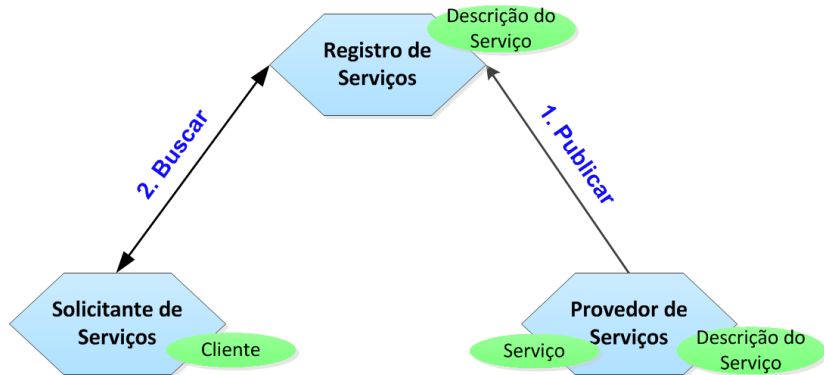 Descrição do
Serviço
Registro de
Serviços
2. Buscar
1. Publicar
Solicitante de
Serviços
Cliente
Provedor de
Serviços
Serviço
Descrição do
Serviço